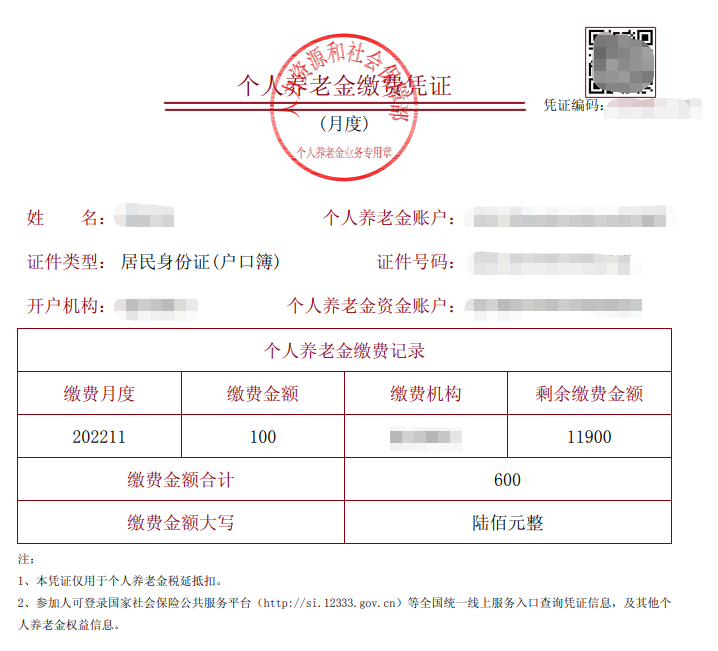 人力资源和社会保障部
个人养老金缴费凭证
(月度)
个人养老金业务专用章
凭证编码:
姓 名: 个人养老金账户:
证件类型: 居民身份证(户口簿) 证件号码:
开户机构: 个人养老金资金账户:
个人养老金缴费记录
缴费月度 缴费金额 缴费机构 剩余缴费金额
202211 100 11900
缴费金额合计 600
缴费金额大写 陆佰元整
注:
1、本凭证仅用于个人养老金税延抵扣。
2、参加人可登录国家社会保险公共服务平台(http://si.12333.gov.cn)等全国统一线上服务入口查询凭证信息,及其他个
人养老金权益信息。